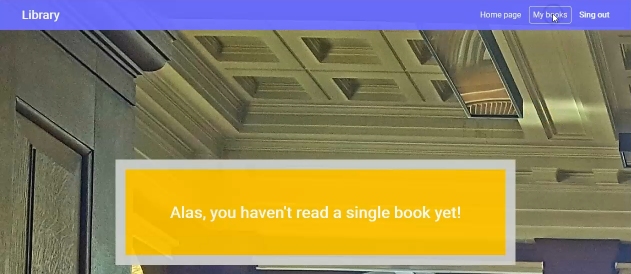 Library
Home page
My books
Sing out
Alas, you haven't read a single book yet!